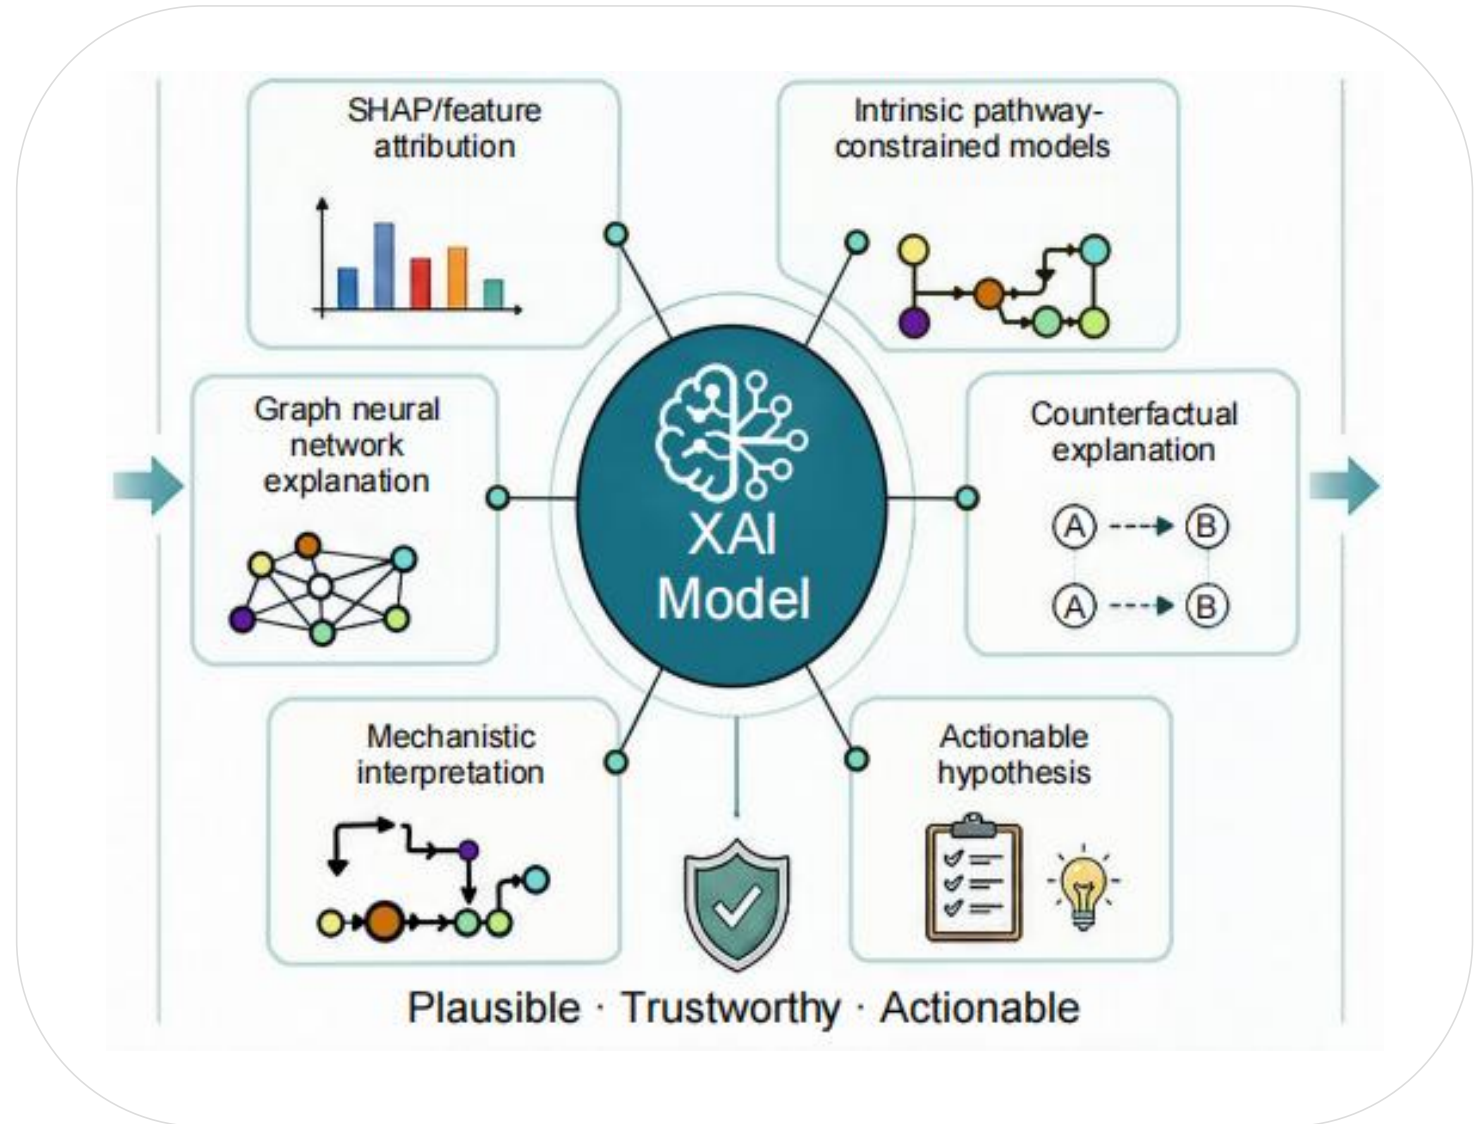 SHAP/feature
attribution
Intrinsic pathway-
constrained models
Graph neural
network
explanation
XAI
Model
Counterfactual
explanation
A
B
A
B
Mechanistic
interpretation
Actionable
hypothesis
Plausible · Trustworthy · Actionable